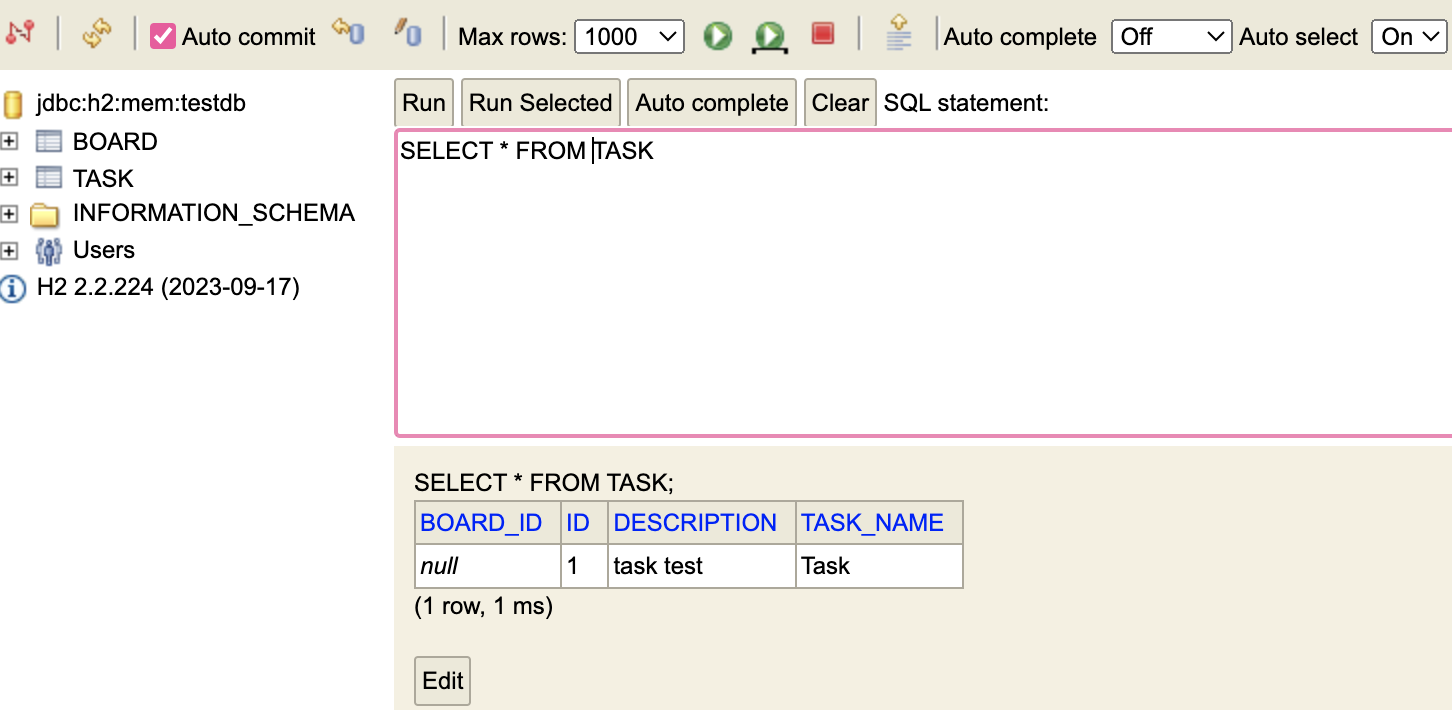 Auto commit Max rows: 1000 Auto complete Off Auto select On
jdbc:h2:mem:testdb
BOARD
TASK
INFORMATION_SCHEMA
Users
H2 2.2.224 (2023-09-17)
Run Run Selected Auto complete Clear SQL statement:
SELECT * FROM TASK
SELECT * FROM TASK;
BOARD_ID ID DESCRIPTION TASK_NAME
null 1 task test Task
(1 row, 1 ms)
Edit